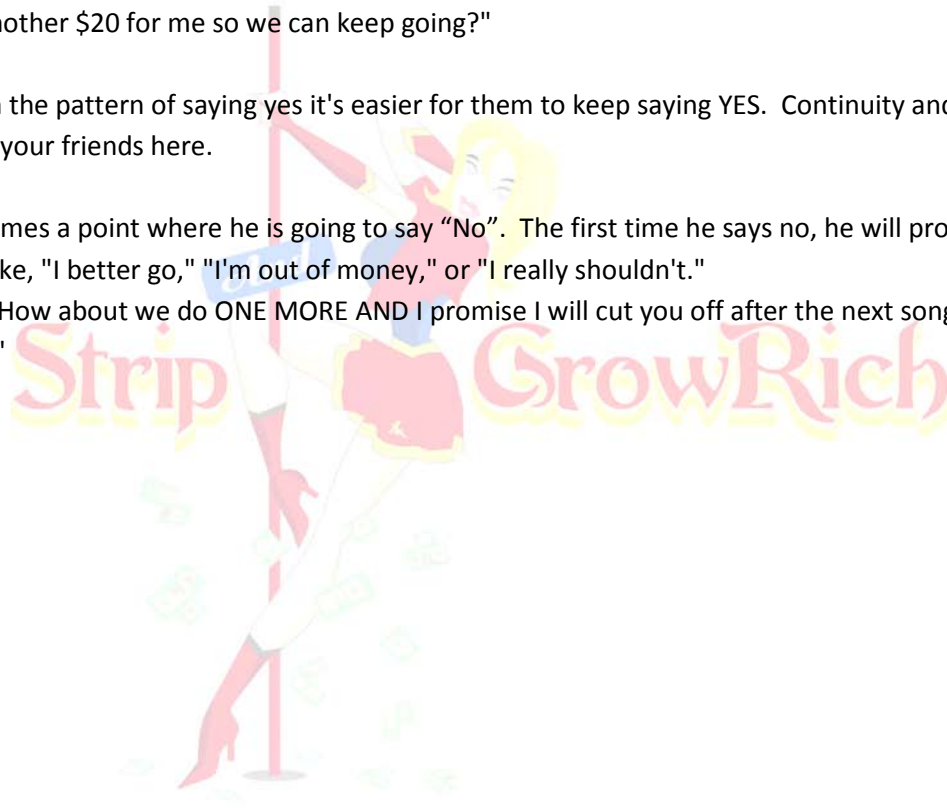 nother $20 for me so we can keep going?"
the pattern of saying yes it's easier for them to keep saying YES. Continuity and
your friends here.
mes a point where he is going to say “No”. The first time he says no, he will pro
ke, "I better go," "I'm out of money," or "I really shouldn't."
How about we do ONE MORE AND I promise I will cut you off after the next song
"
and
Strip GrowRich